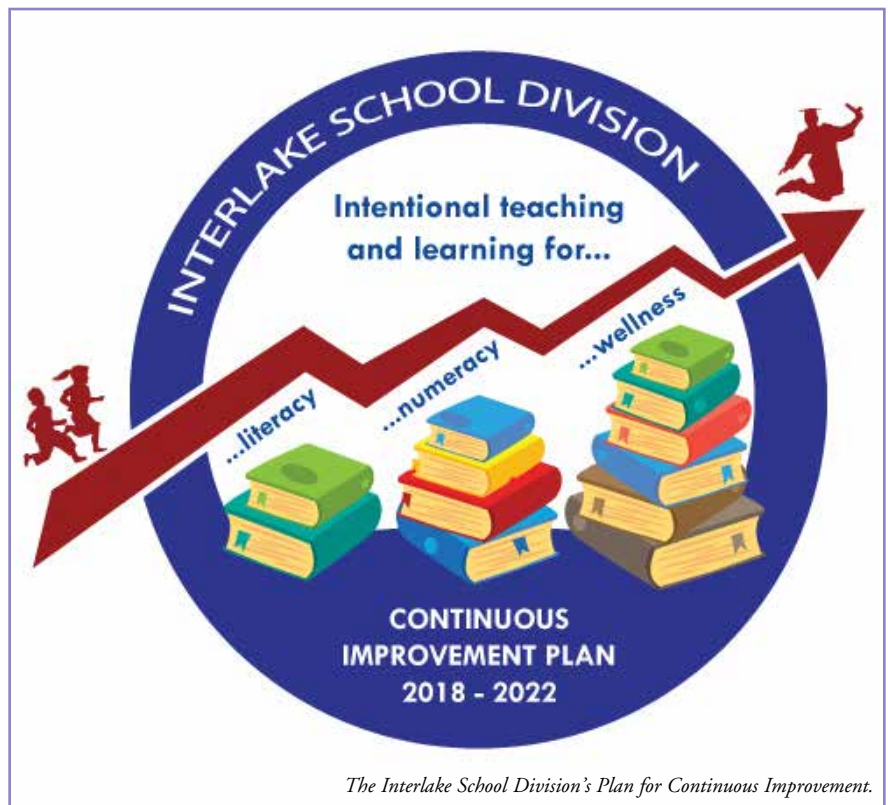 INTERLAKE SCHOOL DIVISION
Intentional teaching
and learning for...
...literacy
...numeracy
...wellness
CONTINUOUS
IMPROVEMENT PLAN
2018 - 2022
The Interlake School Division's Plan for Continuous Improvement.